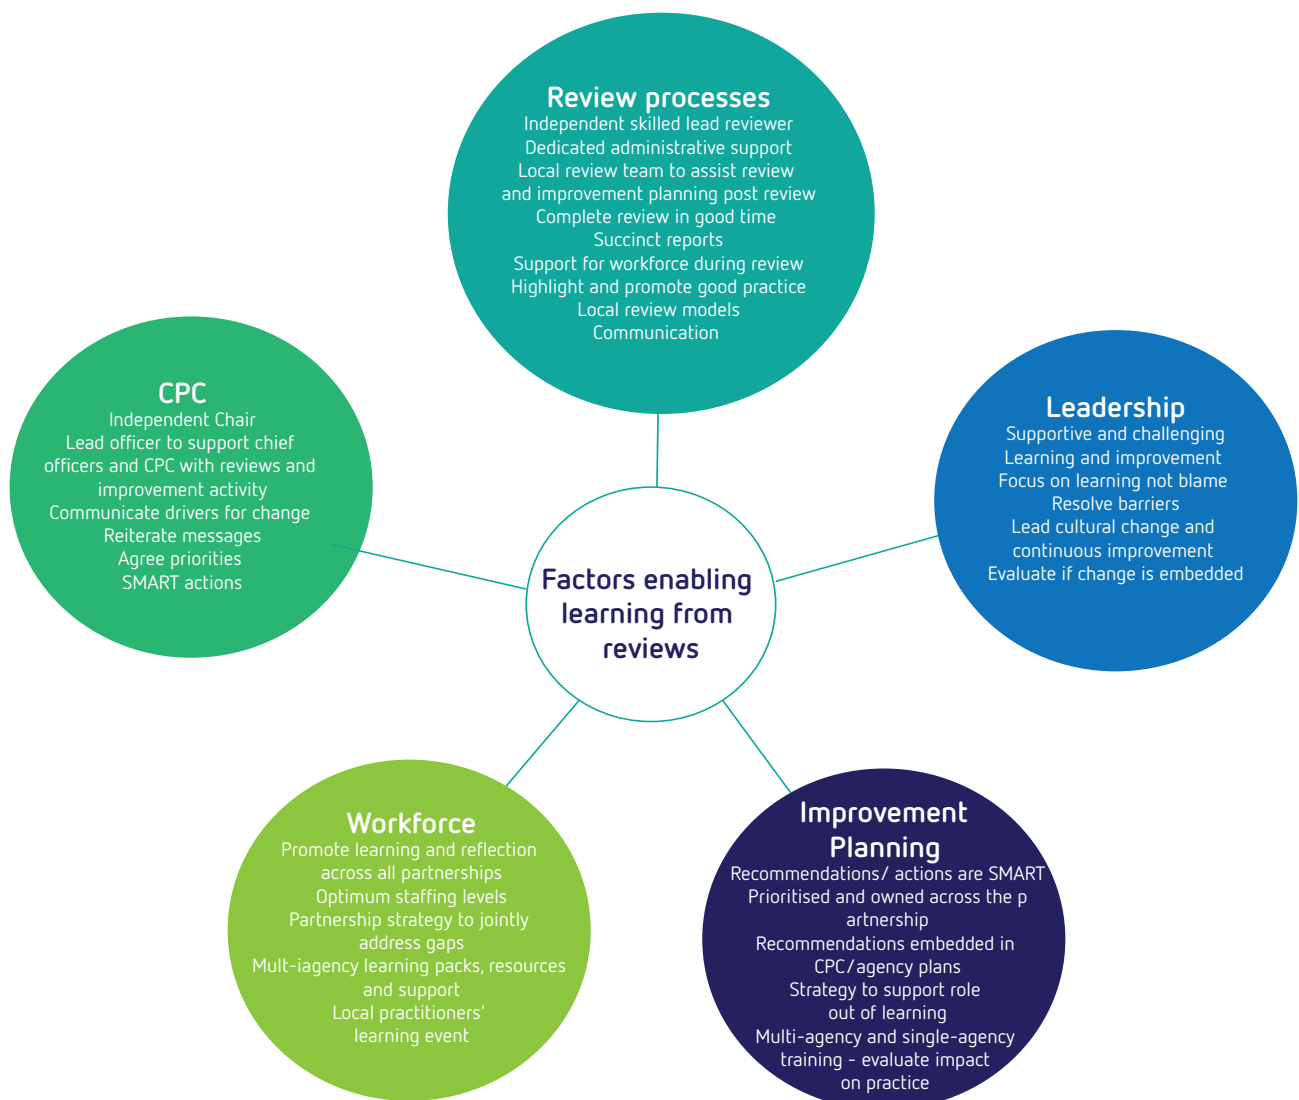 Review processes
Independent skilled lead reviewer
Dedicated administrative support
Local review team to assist review
and improvement planning post review
Complete review in good time
Succinct reports
Support for workforce during review
Highlight and promote good practice
Local review models
Communication
CPC
Independent Chair
Lead officer to support chief
officers and CPC with reviews and
improvement activity
Communicate drivers for change
Reiterate messages
Agree priorities
SMART actions
Leadership
Supportive and challenging
Learning and improvement
Focus on learning not blame
Resolve barriers
Lead cultural change and
continuous improvement
Evaluate if change is embedded
Factors enabling
learning from
reviews
Workforce
Promote learning and reflection
across all partnerships
Optimum staffing levels
Partnership strategy to jointly
address gaps
Mult-iagency learning packs, resources
and support
Local practitioners'
learning event
Improvement
Planning
Recommendations/ actions are SMART
Prioritised and owned across the p
artnership
Recommendations embedded in
CPC/agency plans
Strategy to support role
out of learning
Multi-agency and single-agency
training - evaluate impact
on practice